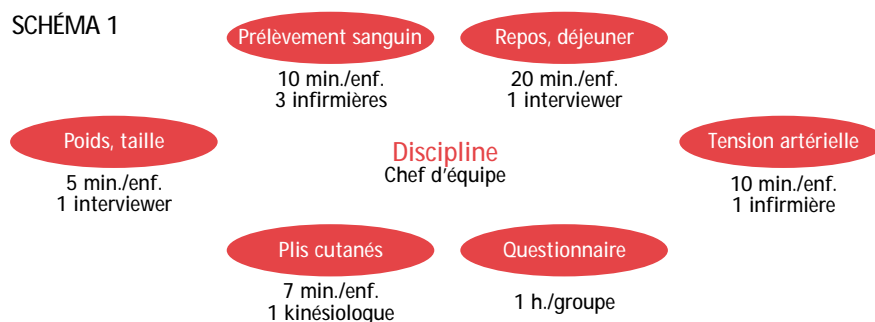 SCHÉMA 1
Prélèvement sanguin
10 min./enf.
3 infirmières
Repos, déjeuner
20 min./enf.
1 interviewer
Poids, taille
5 min./enf.
1 interviewer
Discipline
Chef d'équipe
Tension artérielle
10 min./enf.
1 infirmière
Plis cutanés
7 min./enf.
1 kinésiologue
Questionnaire
1 h./groupe